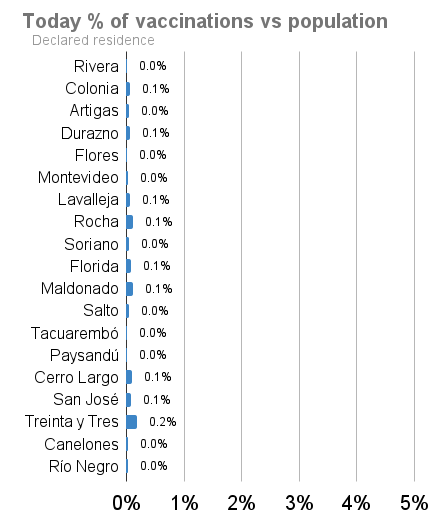 Today % of vaccinations vs population
Declared residence
Rivera 0.0%
Colonia 0.1%
Artigas 0.0%
Durazno 0.1%
Flores 0.0%
Montevideo 0.0%
Lavalleja 0.1%
Rocha 0.1%
Soriano 0.0%
Florida 0.1%
Maldonado 0.1%
Salto 0.0%
Tacuarembó 0.0%
Paysandú 0.0%
Cerro Largo 0.1%
San José 0.1%
Treinta y Tres 0.2%
Canelones 0.0%
Río Negro 0.0%
0% 1% 2% 3% 4% 5%